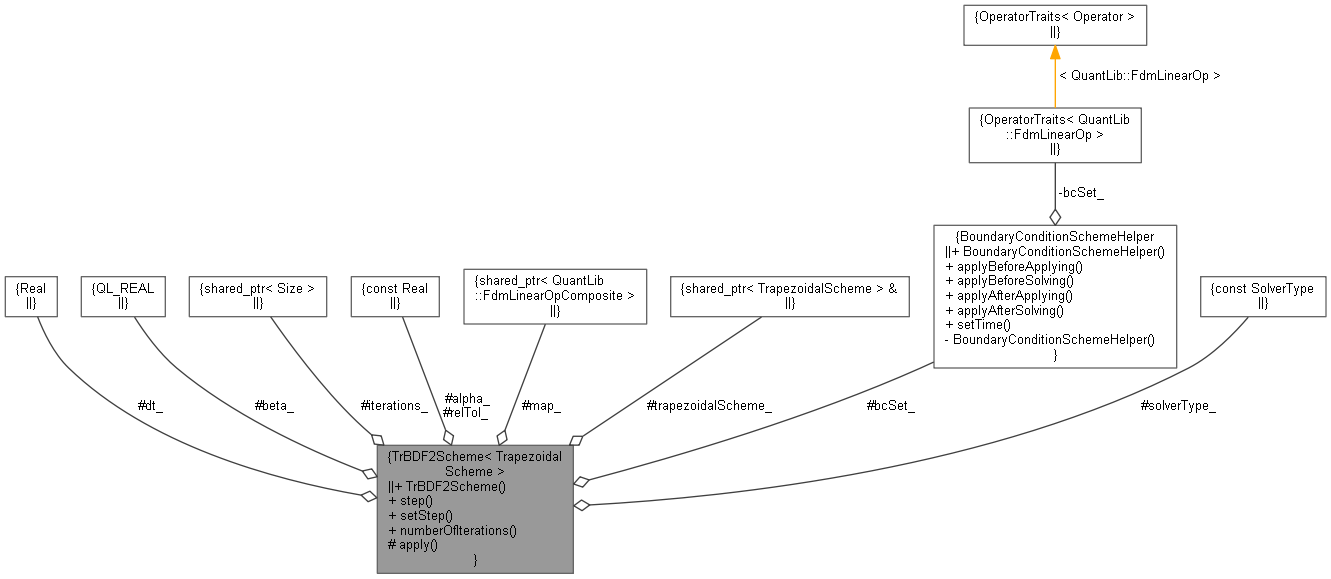 {OperatorTraits< Operator >
||}
< QuantLib::FdmLinearOp >
{OperatorTraits< QuantLib
::FdmLinearOp >
||}
-bcSet_
{BoundaryConditionSchemeHelper
||+ BoundaryConditionSchemeHelper()
+ applyBeforeApplying()
+ applyBeforeSolving()
+ applyAfterApplying()
+ applyAfterSolving()
+ setTime()
- BoundaryConditionSchemeHelper()
}
{Real
||}
{QL_REAL
||}
{shared_ptr< Size >
||}
{const Real
||}
{shared_ptr< QuantLib
::FdmLinearOpComposite >
||}
{shared_ptr< TrapezoidalScheme > &
||}
{const SolverType
||}
#dt_
#beta_
#iterations_
#alpha_
#relTol_
#map_
#trapezoidalScheme_
#bcSet_
#solverType_
{TrBDF2Scheme< Trapezoidal
Scheme >
||+ TrBDF2Scheme()
+ step()
+ setStep()
+ numberOfIterations()
# apply()
}